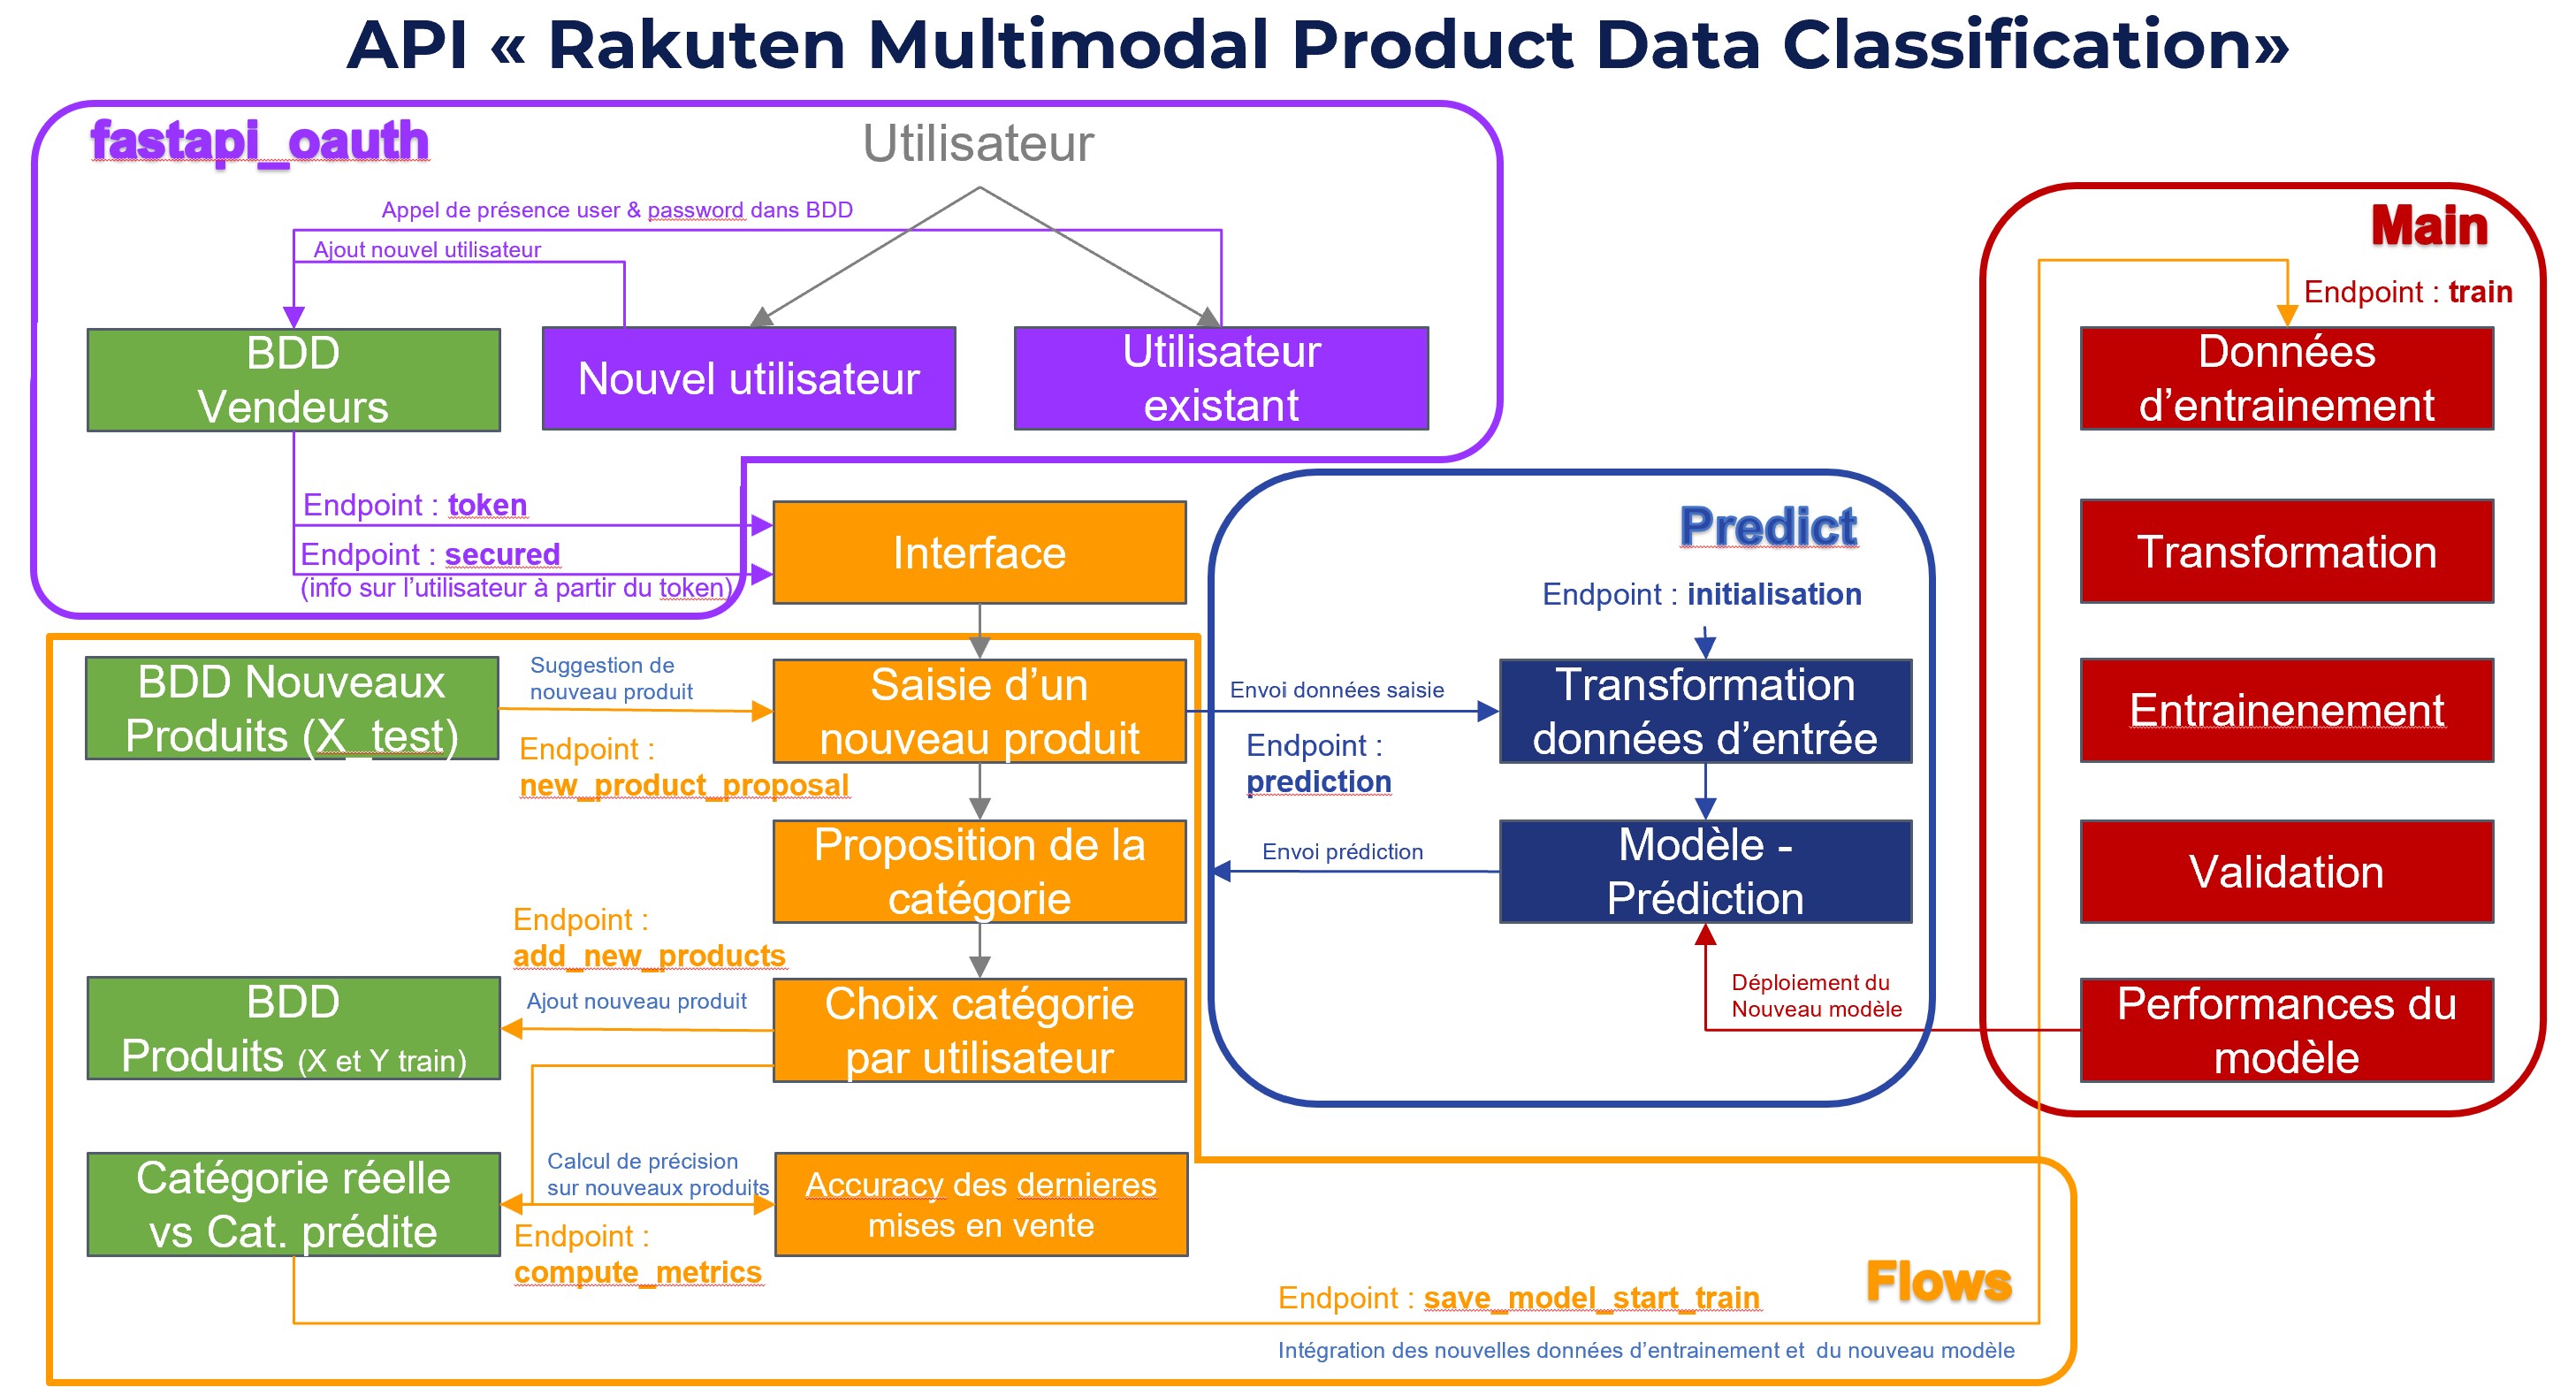 API « Rakuten Multimodal Product Data Classification»
fastapi_oauth
Utilisateur
Appel de présence user & password dans BDD
Ajout nouvel utilisateur
BDD
Vendeurs
Nouvel utilisateur
Utilisateur
existant
Endpoint : token
Endpoint : secured
(info sur l’utilisateur à partir du token)
Interface
Main
Endpoint : train
Données
d’entrainement
Transformation
Entrainenement
Validation
Performances du
modèle
Predict
Endpoint : initialisation
Transformation
données d’entrée
Modèle -
Prédiction
Envoi données saisie
Endpoint :
prediction
Envoi prédiction
Déploiement du
Nouveau modèle
BDD Nouveaux
Produits (X_test)
Suggestion de
nouveau produit
Endpoint :
new_product_proposal
Saisie d’un
nouveau produit
Proposition de la
catégorie
Endpoint :
add_new_products
Ajout nouveau produit
BDD
Produits (X et Y train)
Choix catégorie
par utilisateur
Catégorie réelle
vs Cat. prédite
Calcul de précision
sur nouveaux produits
Endpoint :
compute_metrics
Accuracy des dernieres
mises en vente
Flows
Endpoint : save_model_start_train
Intégration des nouvelles données d’entrainement et  du nouveau modèle